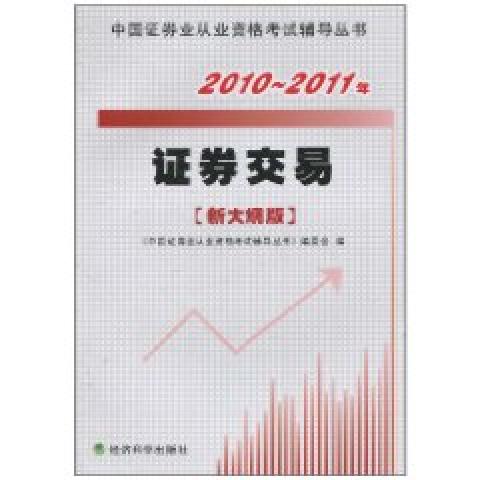 中国证券业从业资格考试辅导丛书
2010~2011年
证券交易
[新大纲版]
《中国证券业从业资格考试辅导丛书》编委会 编
经济科学出版社